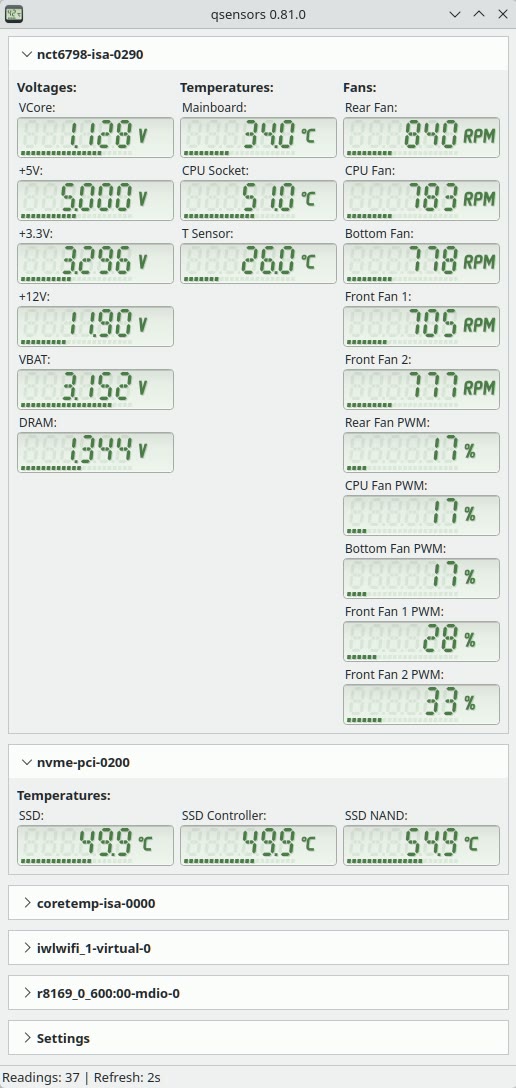 qsensors 0.81.0
nct6798-isa-0290
Voltages:
VCore:
1.128 V
+5V:
5.000 V
+3.3V:
3.296 V
+12V:
11.90 V
VBAT:
3.152 V
DRAM:
1.344 V
Temperatures:
Mainboard:
34.0 °C
CPU Socket:
51.0 °C
T Sensor:
26.0 °C
Fans:
Rear Fan:
840 RPM
CPU Fan:
783 RPM
Bottom Fan:
778 RPM
Front Fan 1:
705 RPM
Front Fan 2:
777 RPM
Rear Fan PWM:
17 %
CPU Fan PWM:
17 %
Bottom Fan PWM:
17 %
Front Fan 1 PWM:
28 %
Front Fan 2 PWM:
33 %
nvme-pci-0200
Temperatures:
SSD:
49.9 °C
SSD Controller:
49.9 °C
SSD NAND:
54.9 °C
coretemp-isa-0000
iwlwifi_1-virtual-0
r8169_0_600:00-mdio-0
Settings
Readings: 37 | Refresh: 2s